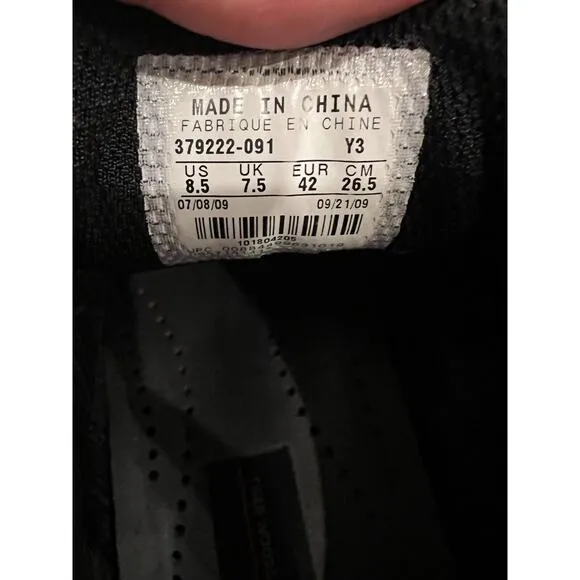 MADE IN CHINA
FABRIQUE EN CHINE
379222-091 Y3
US UK EUR CM
8.5 7.5 42 26.5
07/08/09 09/21/09
101804205